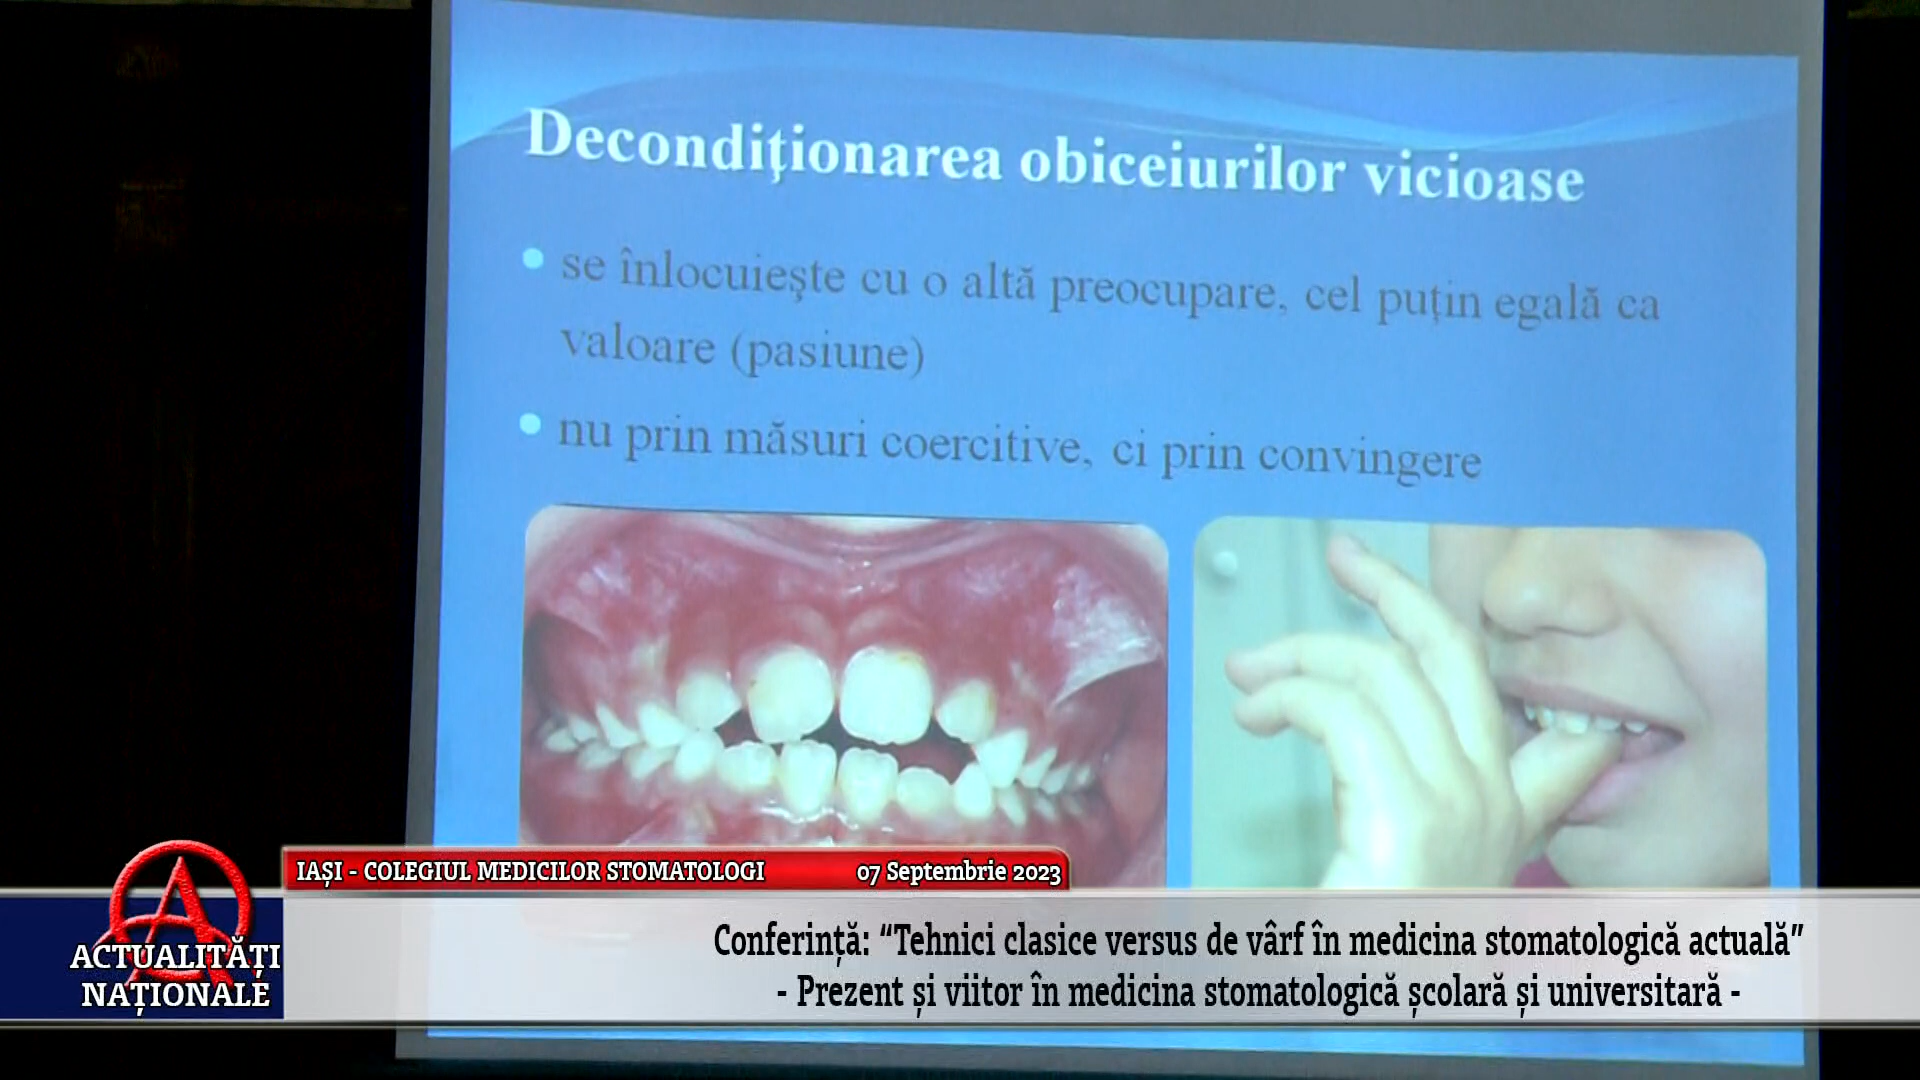 Decondiţionarea obiceiurilor vicioase
se înlocuieşte cu o altă preocupare, cel puţin egală ca
valoare (pasiune)
nu prin măsuri coercitive, ci prin convingere
IAȘI - COLEGIUL MEDICILOR STOMATOLOGI 07 Septembrie 2023
ACTUALITĂȚI
NAȚIONALE
Conferință: “Tehnici clasice versus de vârf în medicina stomatologică actuală”
- Prezent și viitor în medicina stomatologică școlară și universitară -